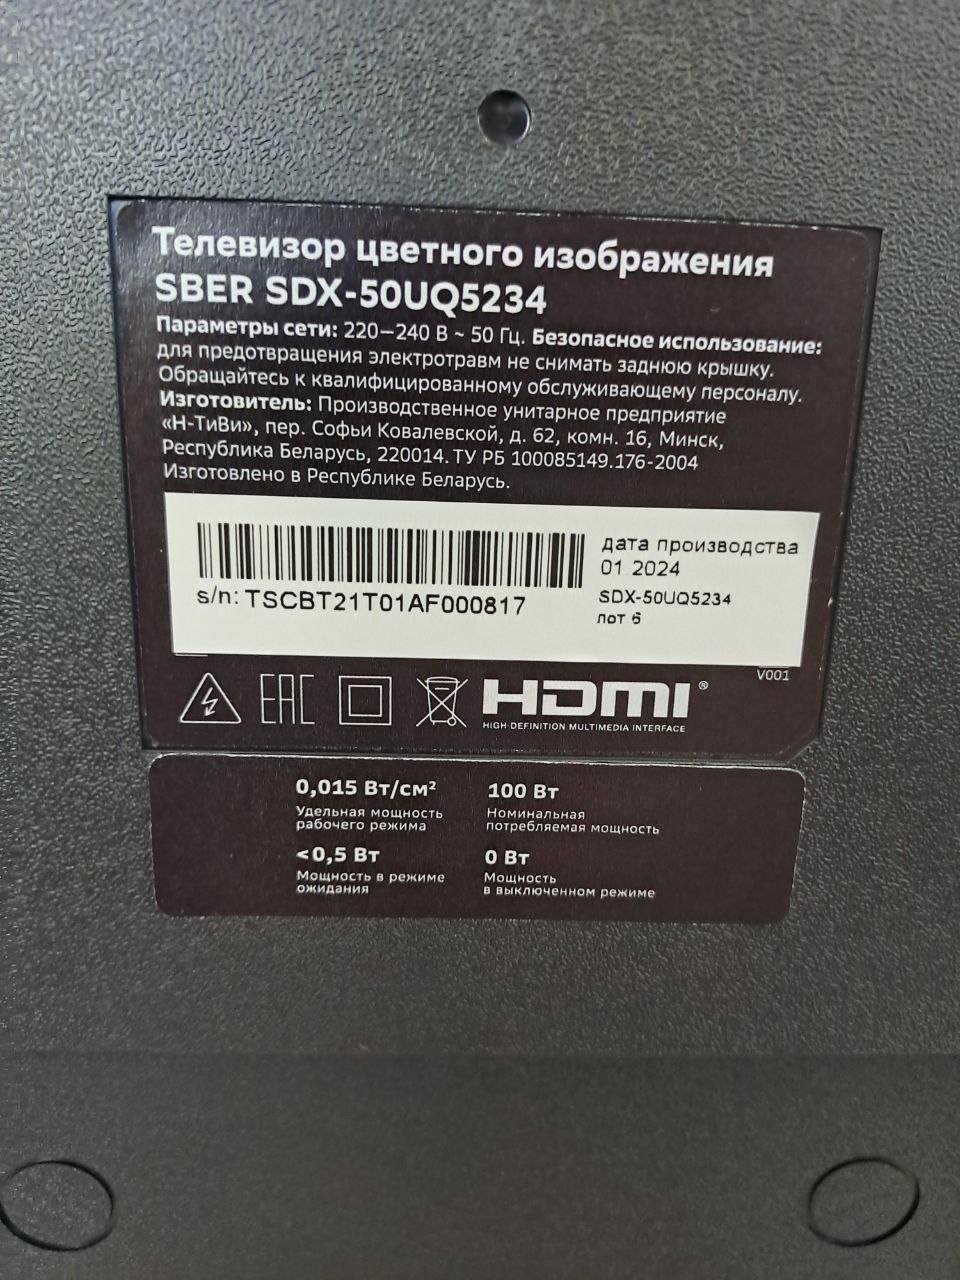 Телевизор цветного изображения
SBER SDX-50UQ5234
Параметры сети: 220–240 В ~ 50 Гц. Безопасное использование:
для предотвращения электротравм не снимать заднюю крышку.
Обращайтесь к квалифицированному обслуживающему персоналу.
Изготовитель: Производственное унитарное предприятие
«Н-ТиВи», пер. Софьи Ковалевской, д. 62, комн. 16, Минск,
Республика Беларусь, 220014. ТУ РБ 100085149.176-2004
Изготовлено в Республике Беларусь.
s/n: TSCBT21T01AF000817
дата производства
01 2024
SDX-50UQ5234
лот 6
V001
EAC
HDMI®
HIGH-DEFINITION MULTIMEDIA INTERFACE
0,015 Вт/см²
Удельная мощность
рабочего режима
100 Вт
Номинальная
потребляемая мощность
<0,5 Вт
Мощность в режиме
ожидания
0 Вт
Мощность
в выключенном режиме